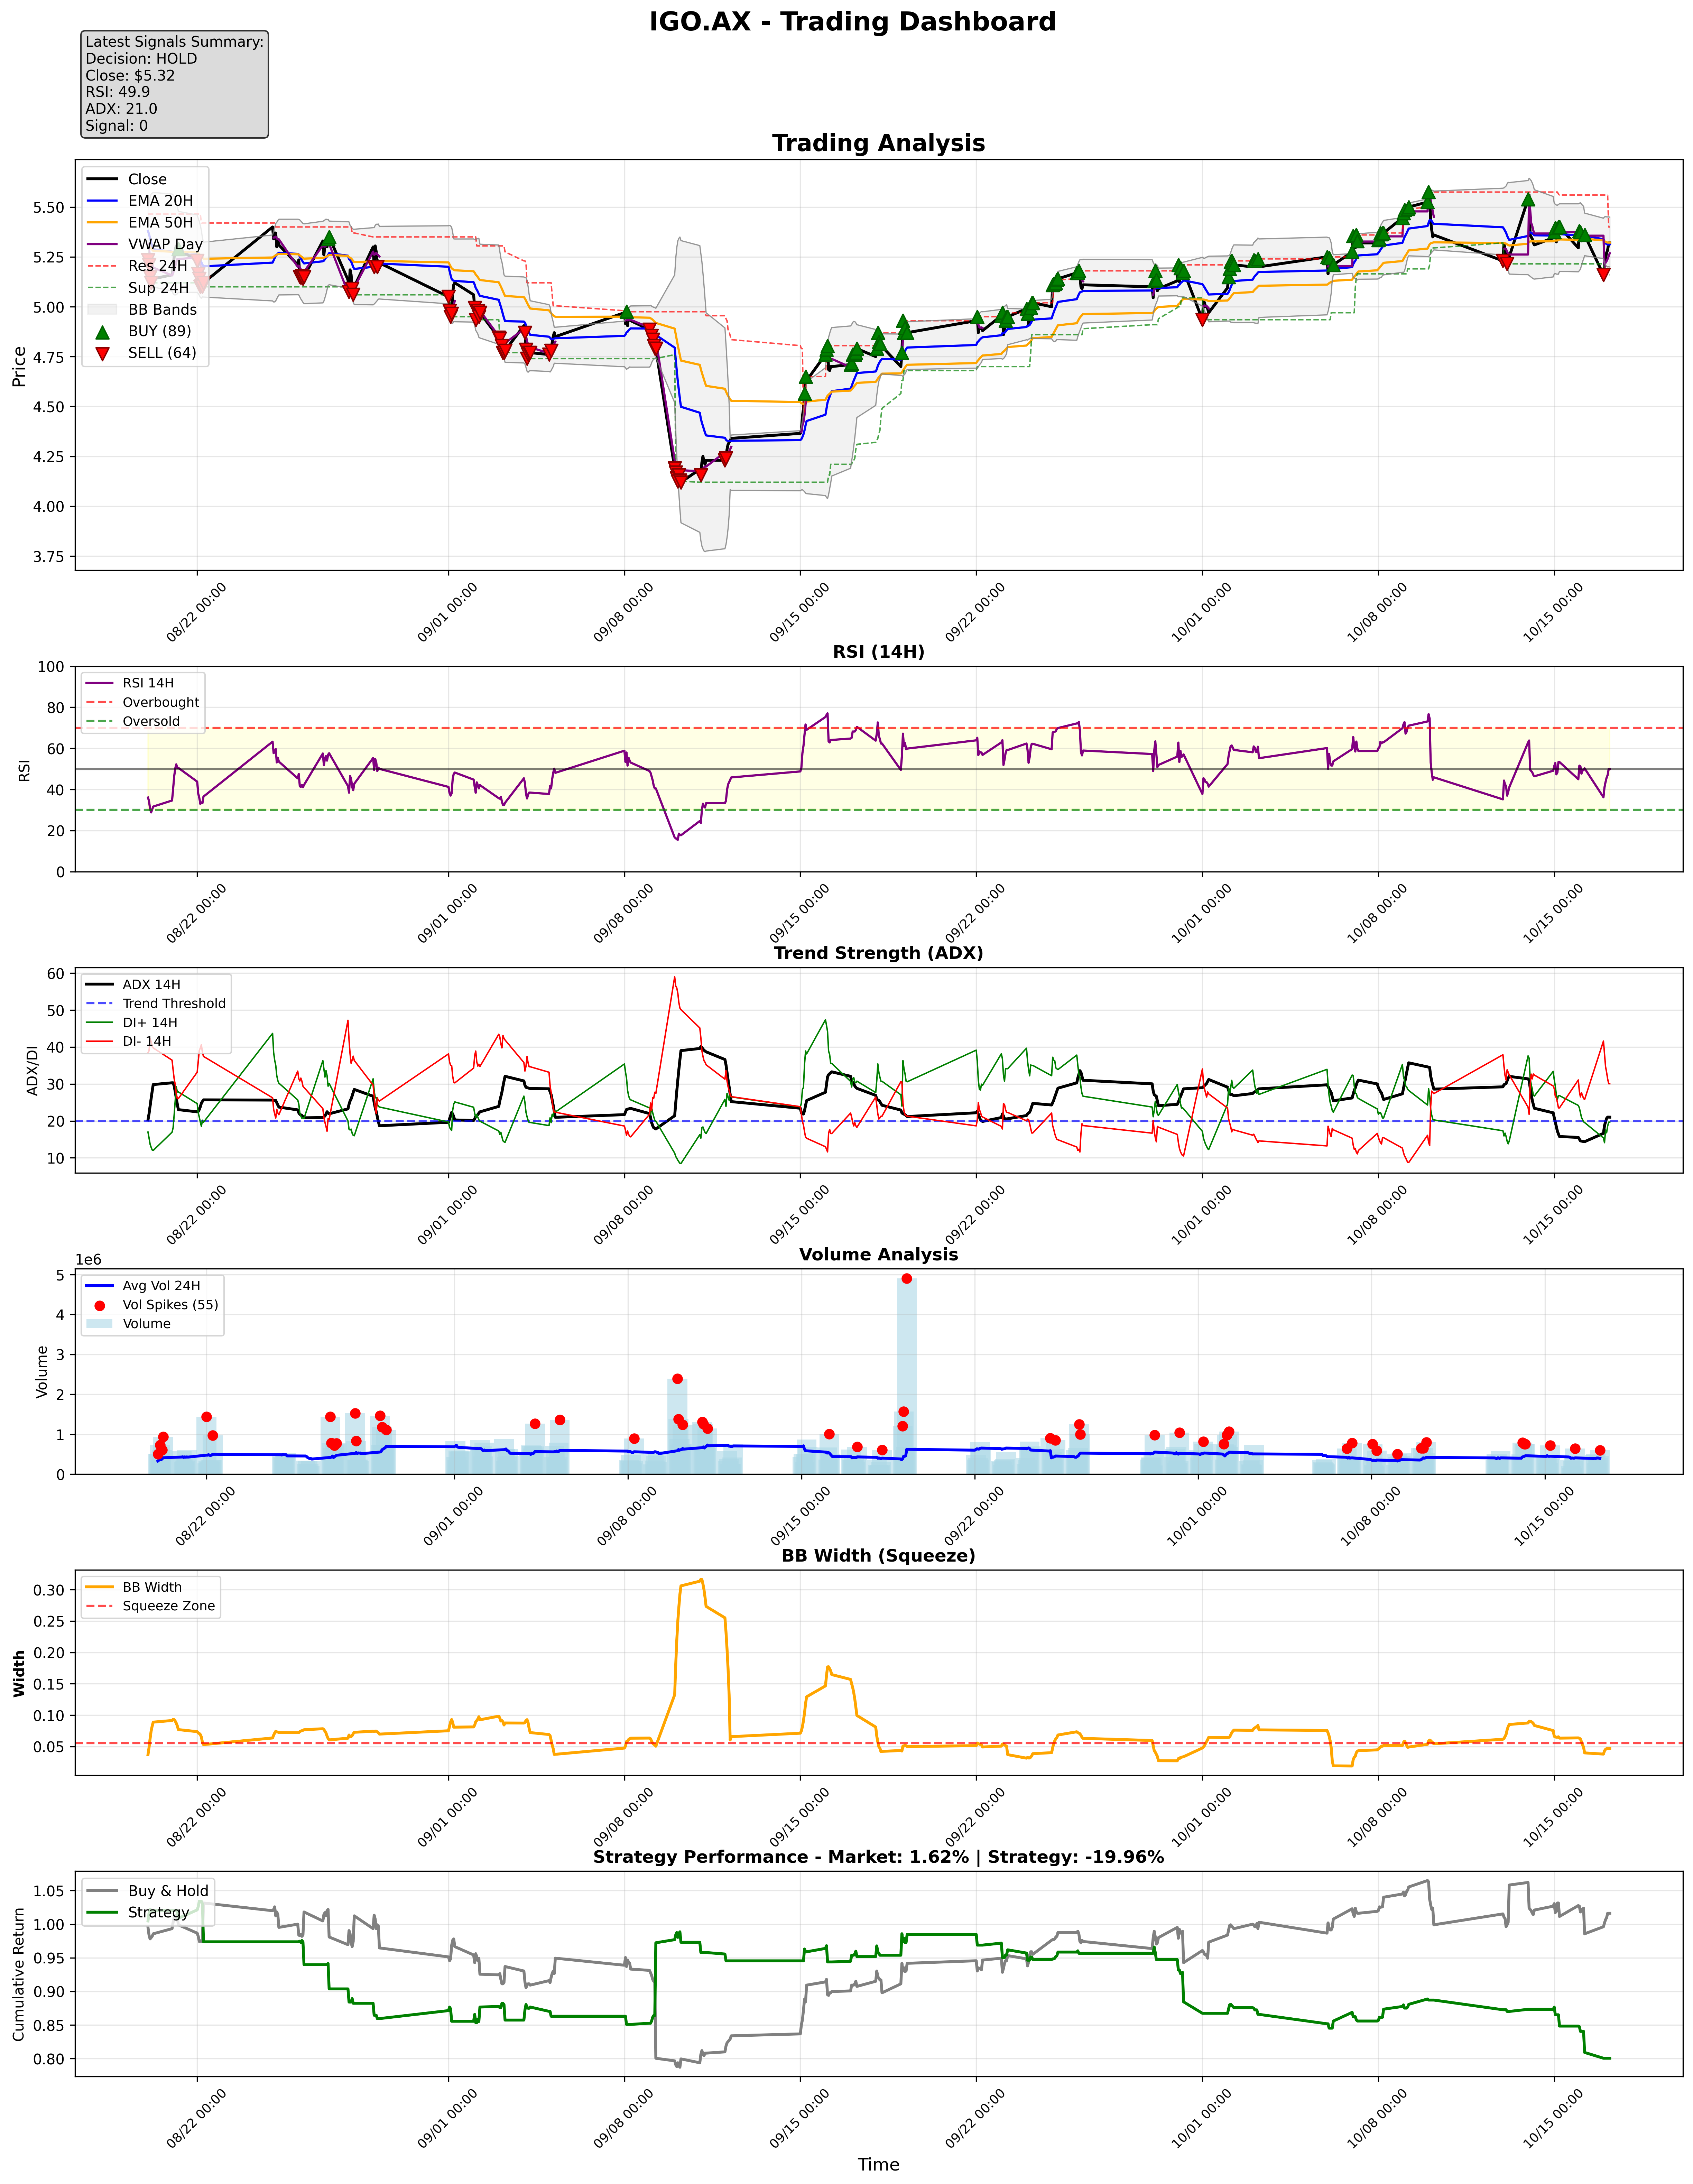 IGO.AX - Trading Dashboard
Latest Signals Summary:
Decision: HOLD
Close: $5.32
RSI: 49.9
ADX: 21.0
Signal: 0
Trading Analysis
Close
EMA 20H
EMA 50H
VWAP Day
Res 24H
Sup 24H
BB Bands
BUY (89)
SELL (64)
Price
5.50
5.25
5.00
4.75
4.50
4.25
4.00
3.75
08/22 00:00
09/01 00:00
09/08 00:00
09/15 00:00
09/22 00:00
10/01 00:00
10/08 00:00
10/15 00:00
RSI (14H)
RSI 14H
Overbought
Oversold
RSI
100
80
60
40
20
0
08/22 00:00
09/01 00:00
09/08 00:00
09/15 00:00
09/22 00:00
10/01 00:00
10/08 00:00
10/15 00:00
Trend Strength (ADX)
ADX 14H
Trend Threshold
DI+ 14H
DI- 14H
ADX/DI
60
50
40
30
20
10
08/22 00:00
09/01 00:00
09/08 00:00
09/15 00:00
09/22 00:00
10/01 00:00
10/08 00:00
10/15 00:00
Volume Analysis
1e6
Avg Vol 24H
Vol Spikes (55)
Volume
Volume
5
4
3
2
1
0
08/22 00:00
09/01 00:00
09/08 00:00
09/15 00:00
09/22 00:00
10/01 00:00
10/08 00:00
10/15 00:00
BB Width (Squeeze)
BB Width
Squeeze Zone
Width
0.30
0.25
0.20
0.15
0.10
0.05
08/22 00:00
09/01 00:00
09/08 00:00
09/15 00:00
09/22 00:00
10/01 00:00
10/08 00:00
10/15 00:00
Strategy Performance - Market: 1.62% | Strategy: -19.96%
Buy & Hold
Strategy
Cumulative Return
1.05
1.00
0.95
0.90
0.85
0.80
08/22 00:00
09/01 00:00
09/08 00:00
09/15 00:00
09/22 00:00
10/01 00:00
10/08 00:00
10/15 00:00
Time